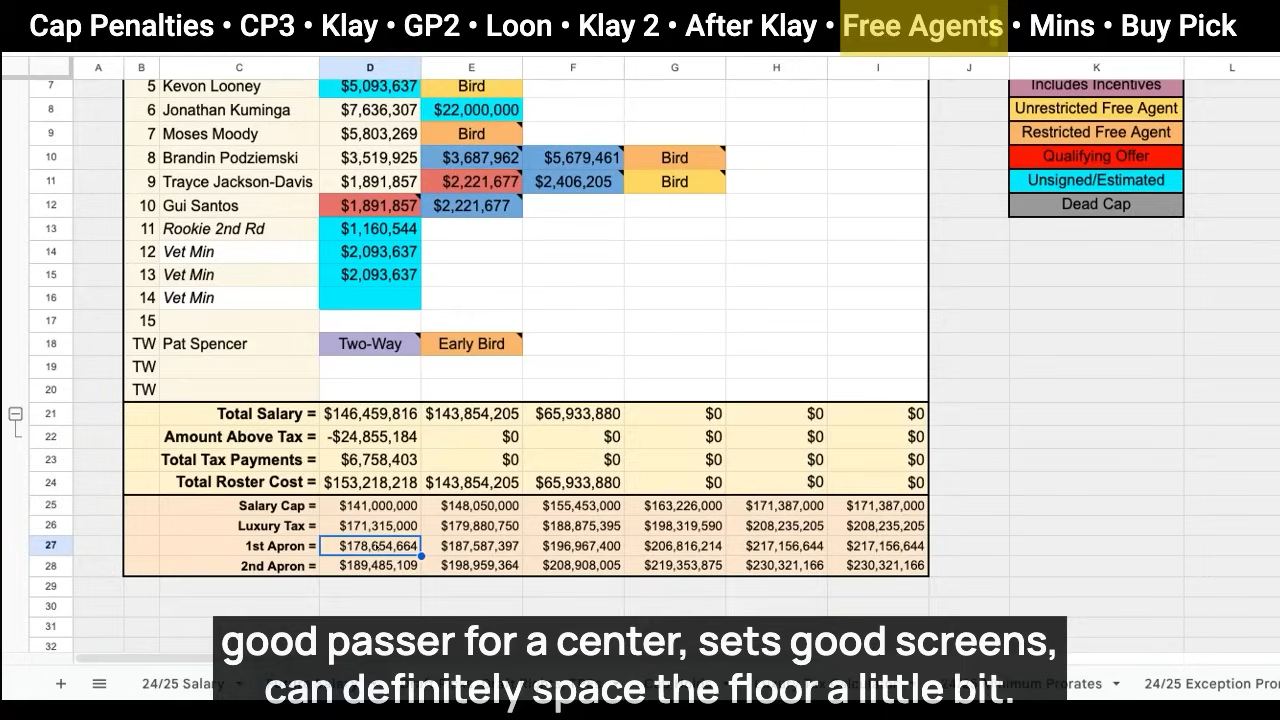 Cap Penalties • CP3 • Klay • GP2 • Loon • Klay 2 • After Klay • Free Agents • Mins • Buy Pick
A B C D E F G H I J K L
7 5 Kevon Looney $5,093,637 Bird Includes Incentives
8 6 Jonathan Kuminga $7,636,307 $22,000,000 Unrestricted Free Agent
9 7 Moses Moody $5,803,269 Bird Restricted Free Agent
10 8 Brandin Podziemski $3,519,925 $3,687,962 $5,679,461 Bird Qualifying Offer
11 9 Trayce Jackson-Davis $1,891,857 $2,221,677 $2,406,205 Bird Unsigned/Estimated
12 10 Gui Santos $1,891,857 $2,221,677 Dead Cap
13 11 Rookie 2nd Rd $1,160,544
14 12 Vet Min $2,093,637
15 13 Vet Min $2,093,637
16 14 Vet Min
17 15
18 TW Pat Spencer Two-Way Early Bird
19 TW
20 TW
21 Total Salary = $146,459,816 $143,854,205 $65,933,880 $0 $0 $0
22 Amount Above Tax = -$24,855,184 $0 $0 $0 $0 $0
23 Total Tax Payments = $6,758,403 $0 $0 $0 $0 $0
24 Total Roster Cost = $153,218,218 $143,854,205 $65,933,880 $0 $0 $0
25 Salary Cap = $141,000,000 $148,050,000 $155,453,000 $163,226,000 $171,387,000 $171,387,000
26 Luxury Tax = $171,315,000 $179,880,750 $188,875,395 $198,319,590 $208,235,205 $208,235,205
27 1st Apron = $178,654,664 $187,587,397 $196,967,400 $206,816,214 $217,156,644 $217,156,644
28 2nd Apron = $189,485,109 $198,959,364 $208,908,005 $219,353,875 $230,321,166 $230,321,166
29
30
31
32
good passer for a center, sets good screens,
can definitely space the floor a little bit.
24/25 Salary Prorates 24/25 Exception Pror